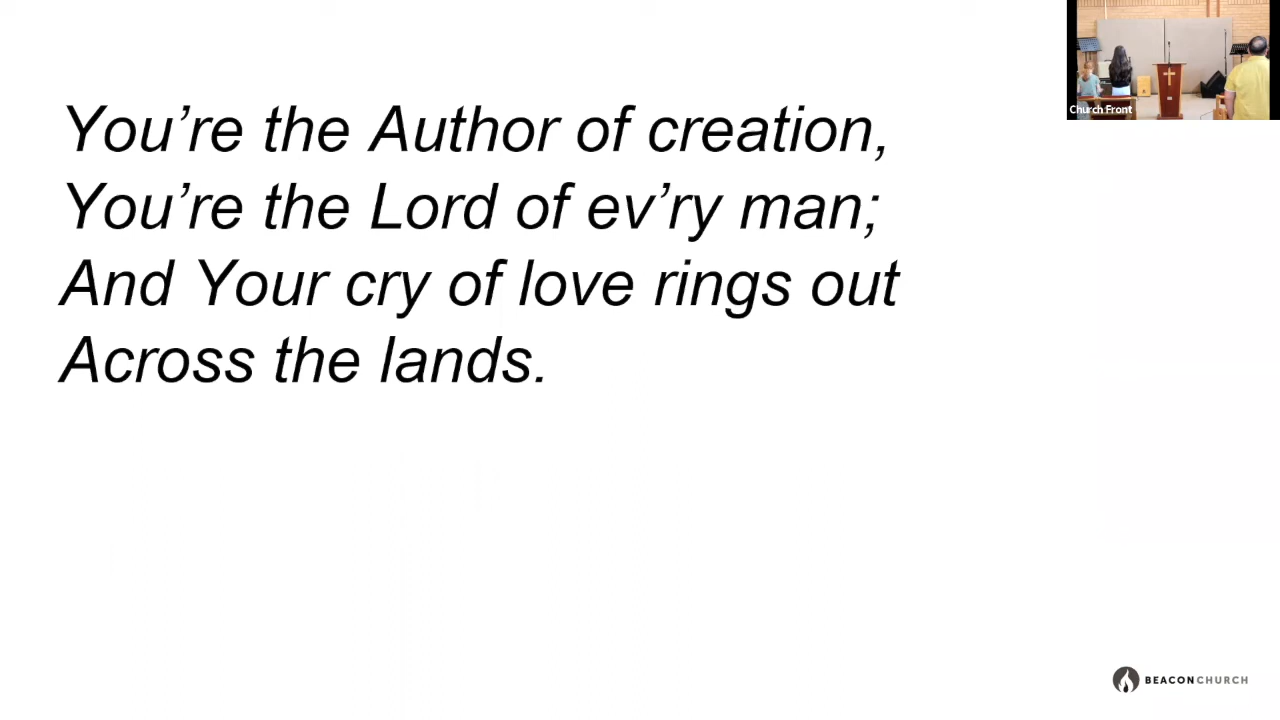 You’re the Author of creation,
You’re the Lord of ev’ry man;
And Your cry of love rings out
Across the lands.
Church Front
BEACONCHURCH